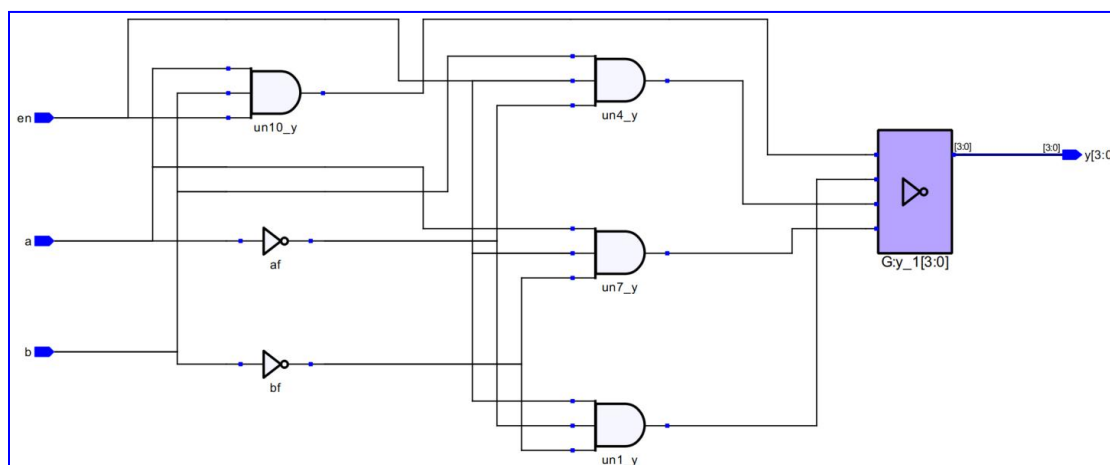 un10_y
un4_y
en
[3:0]
[3:0]
y[3:0
a
af
un7_y
G:y_1[3:0]
b
bf
un1_y